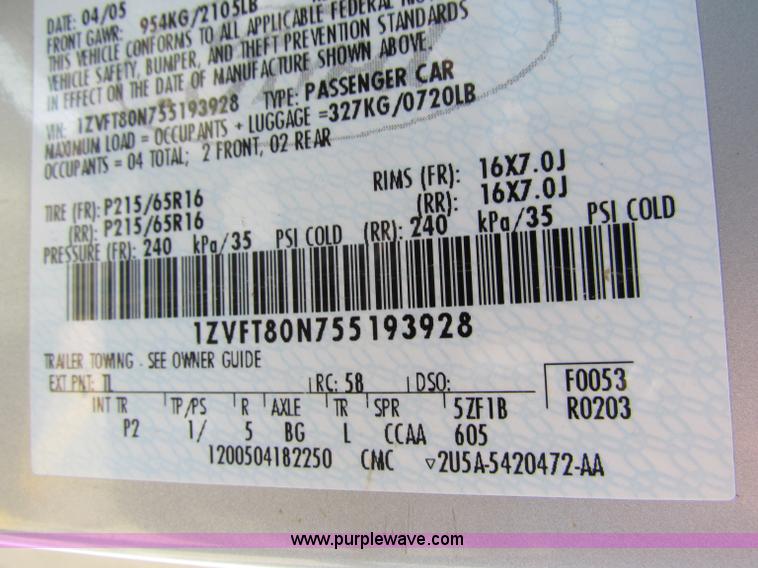 DATE: 04/05
FRONT GAWR: 954KG/2105LB
THIS VEHICLE CONFORMS TO ALL APPLICABLE FEDERAL MOTOR
VEHICLE SAFETY, BUMPER, AND THEFT PREVENTION STANDARDS
IN EFFECT ON THE DATE OF MANUFACTURE SHOWN ABOVE.
VIN: 1ZVFT80N755193928 TYPE: PASSENGER CAR
MAXIMUM LOAD = OCCUPANTS + LUGGAGE =327KG/0720LB
OCCUPANTS = 04 TOTAL; 2 FRONT, 02 REAR
TIRE (FR): P215/65R16 RIMS (FR): 16X7.0J
(RR): P215/65R16 (RR): 16X7.0J
PRESSURE (FR): 240 kPa/35 PSI COLD (RR): 240 kPa/35 PSI COLD
1ZVFT80N755193928
TRAILER TOWING - SEE OWNER GUIDE
EXT PNT: TL RC: 58 DSO: F0053
INT TR TP/PS R AXLE TR SPR 5ZF1B R0203
P2 1/ 5 BG L CCAA 605
1200504182250 CMC ▽2U5A-5420472-AA
www.purplewave.com